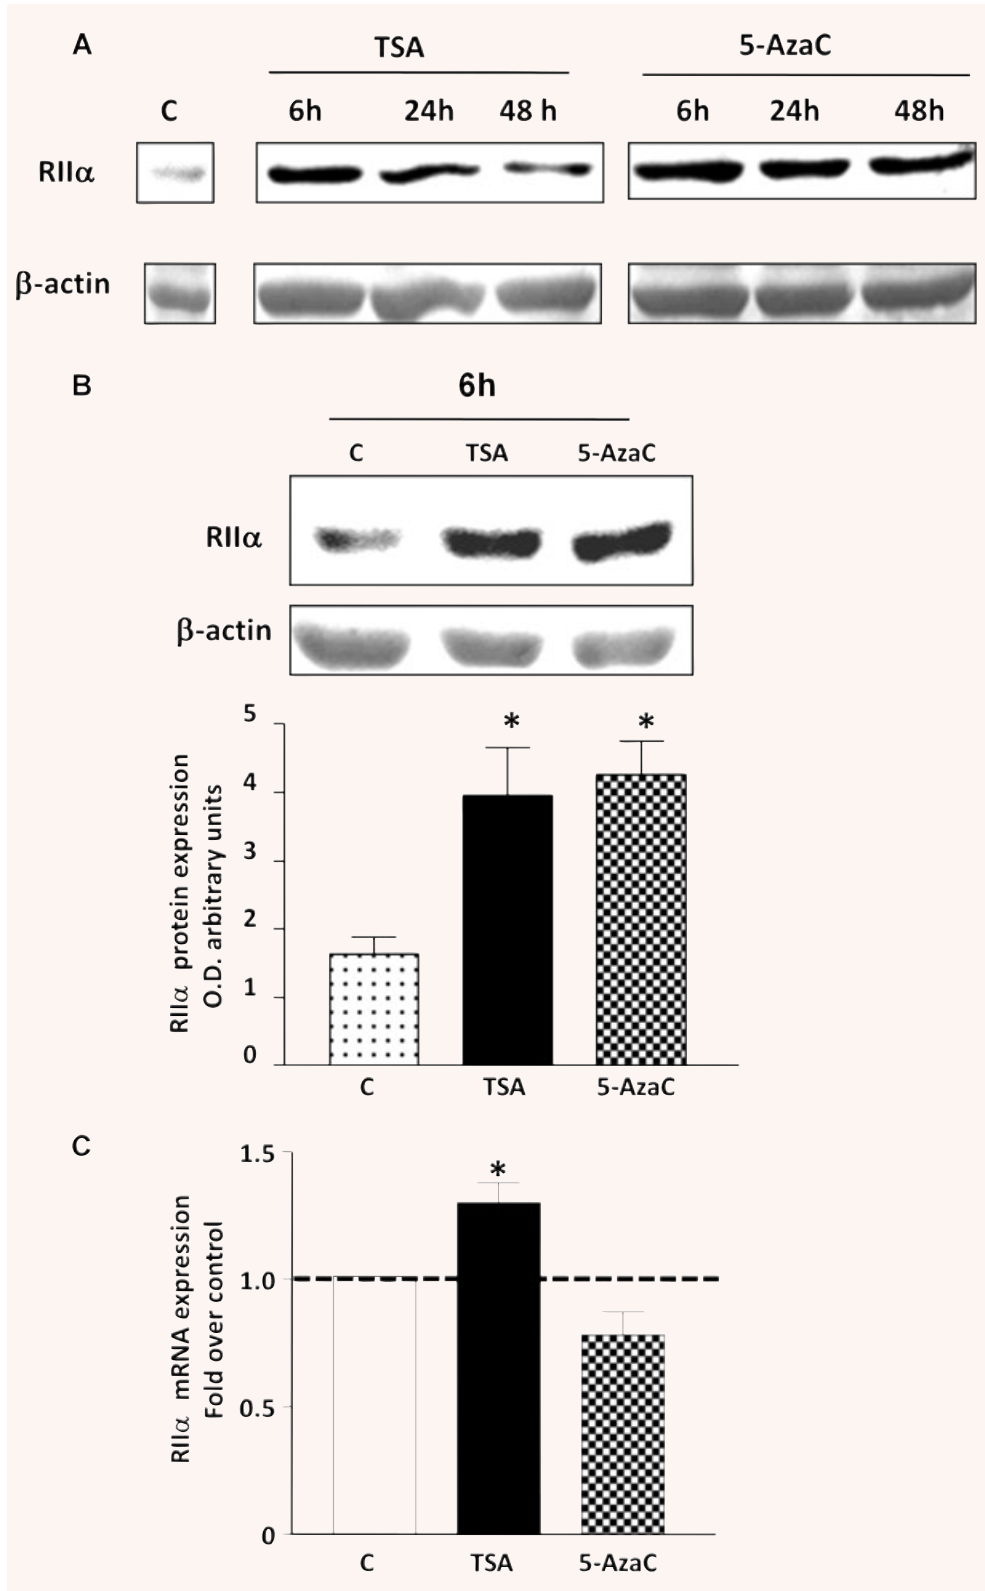 A
TSA
5-AzaC
C
6h
24h
48 h
6h
24h
48h
RIIα
β-actin
B
6h
C
TSA
5-AzaC
RIIα
β-actin
RIIα protein expression
O.D. arbitrary units
5
4
3
2
1
0
*
*
C
TSA
5-AzaC
C
RIIα mRNA expression
Fold over control
1.5
1.0
0.5
0
*
C
TSA
5-AzaC